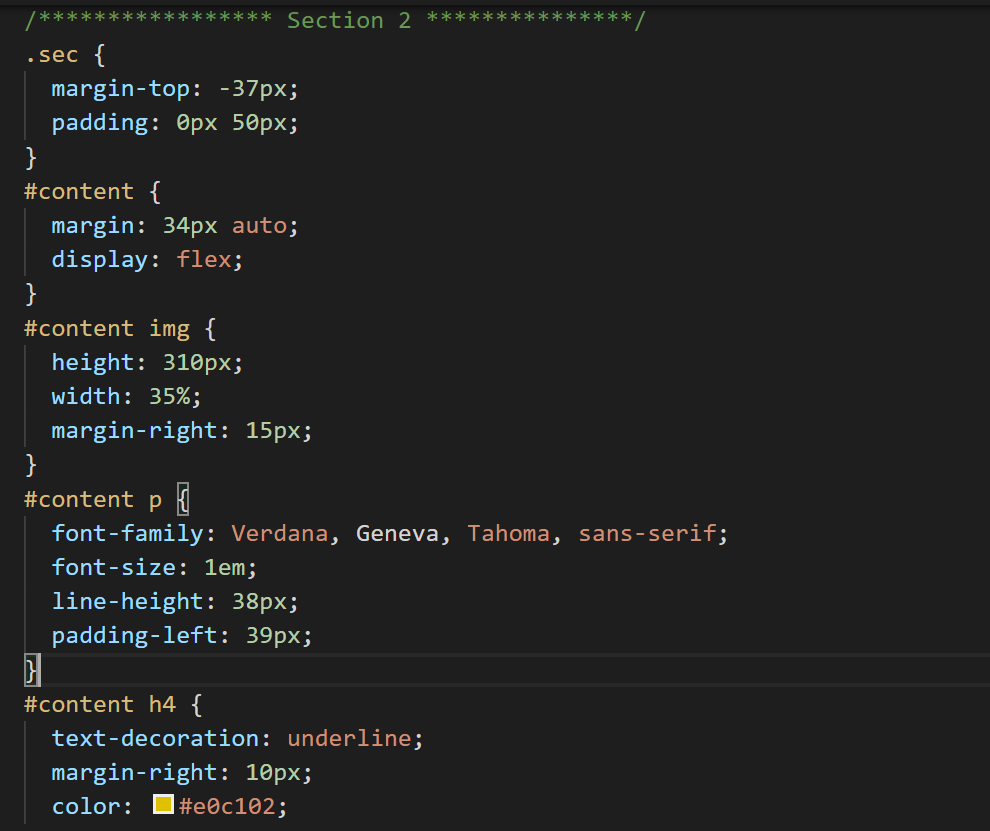 /***************** Section 2 ***************/
.sec {
  margin-top: -37px;
  padding: 0px 50px;
}
#content {
  margin: 34px auto;
  display: flex;
}
#content img {
  height: 310px;
  width: 35%;
  margin-right: 15px;
}
#content p {
  font-family: Verdana, Geneva, Tahoma, sans-serif;
  font-size: 1em;
  line-height: 38px;
  padding-left: 39px;
}
#content h4 {
  text-decoration: underline;
  margin-right: 10px;
  color: #e0c102;